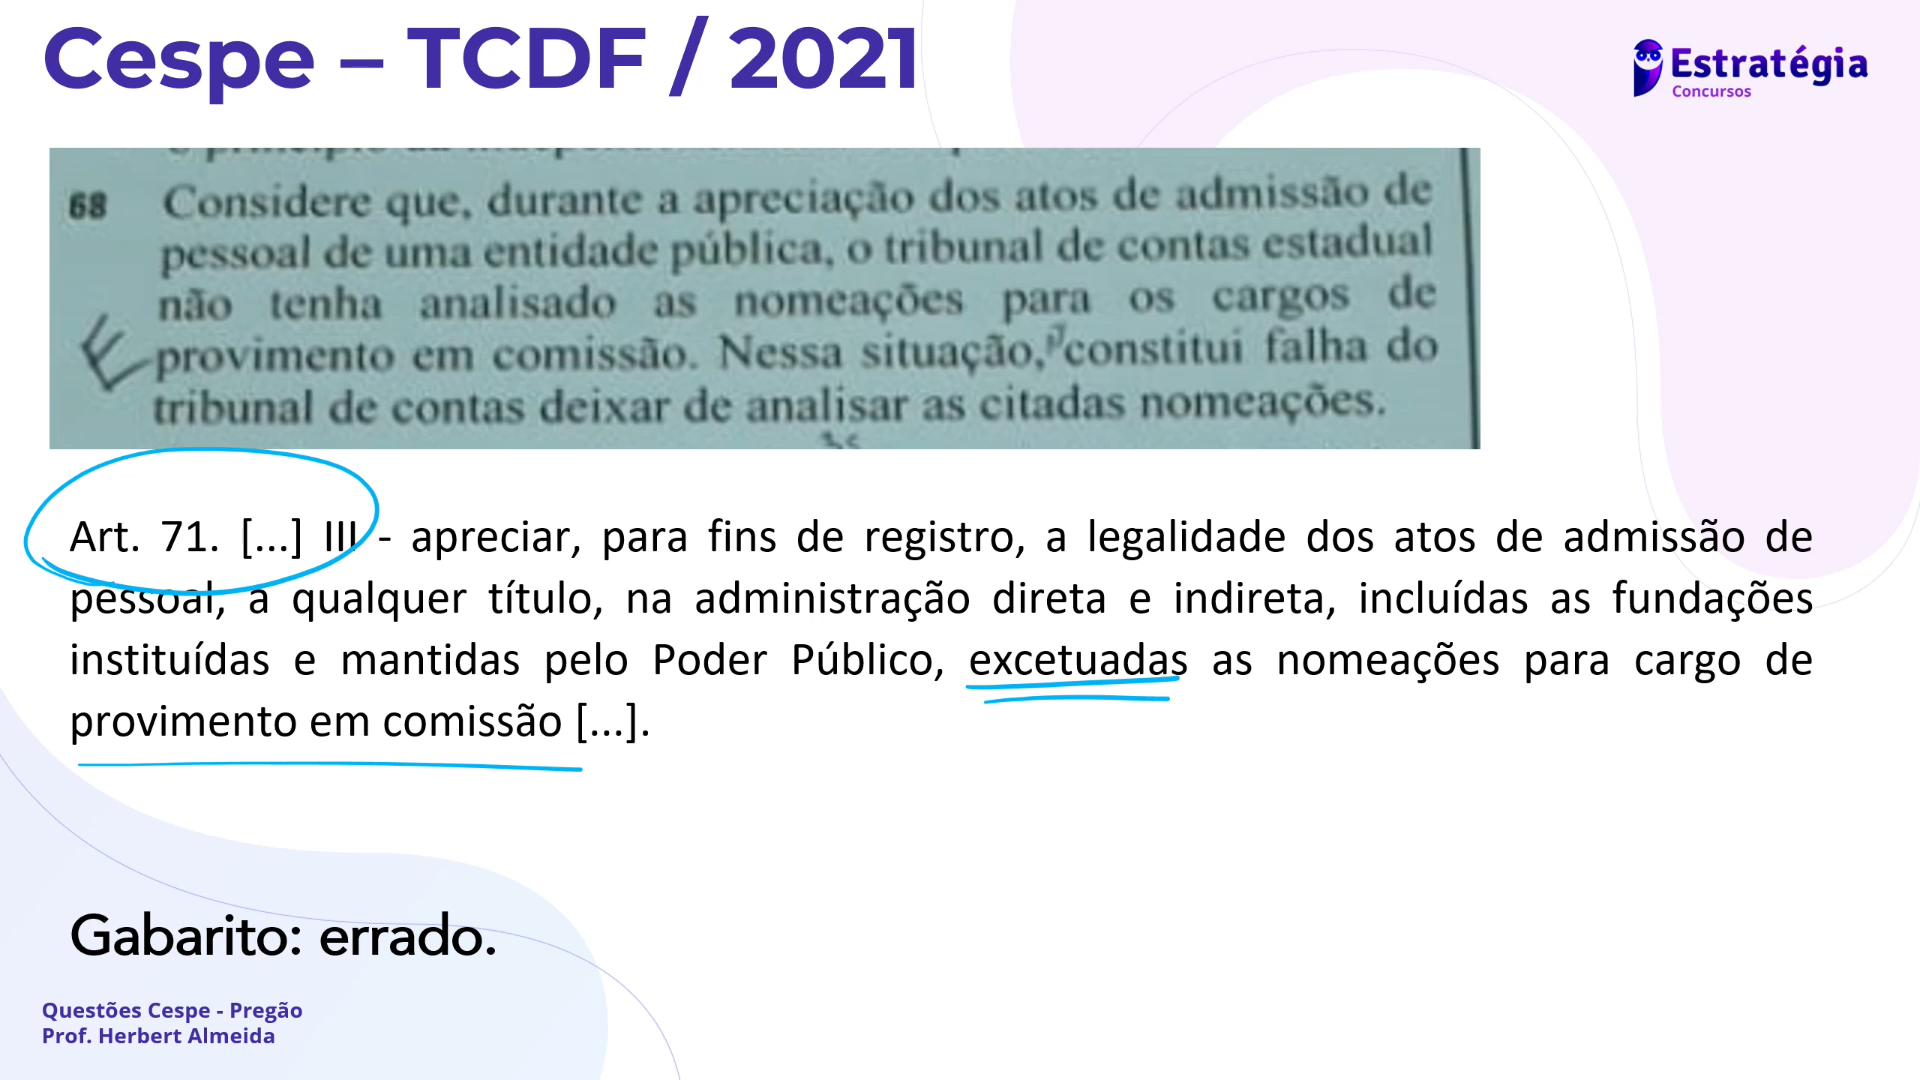 Cespe – TCDF / 2021
Estratégia
Concursos
68 Considere que, durante a apreciação dos atos de admissão de
pessoal de uma entidade pública, o tribunal de contas estadual
não tenha analisado as nomeações para os cargos de
E provimento em comissão. Nessa situação, constitui falha do
tribunal de contas deixar de analisar as citadas nomeações.
Art. 71. [...] III - apreciar, para fins de registro, a legalidade dos atos de admissão de
pessoal, a qualquer título, na administração direta e indireta, incluídas as fundações
instituídas e mantidas pelo Poder Público, excetuadas as nomeações para cargo de
provimento em comissão [...].
Gabarito: errado.
Questões Cespe - Pregão
Prof. Herbert Almeida